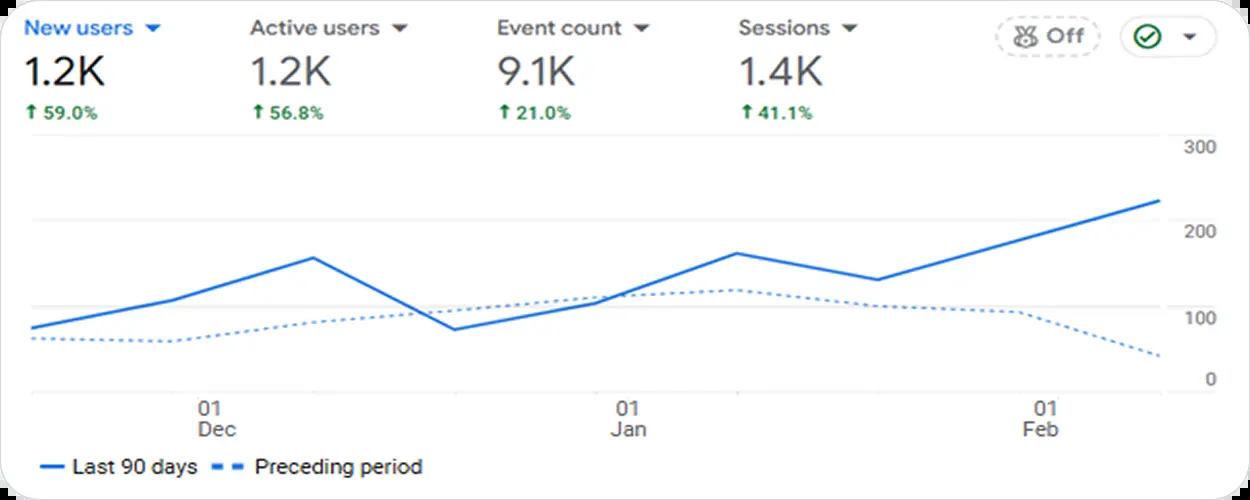 New users Active users Event count Sessions Off
1.2K 1.2K 9.1K 1.4K
↑ 59.0% ↑ 56.8% ↑ 21.0% ↑ 41.1%
300
200
100
0
01 01 01
Dec Jan Feb
Last 90 days Preceding period